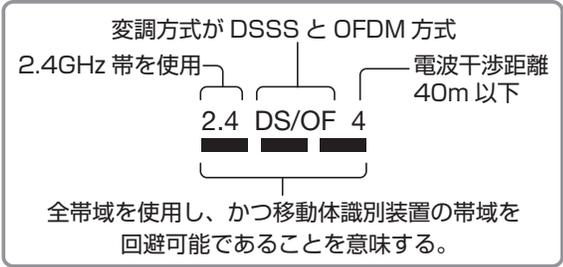 変調方式が DSSS と OFDM 方式
2.4GHz 帯を使用
電波干渉距離
40m 以下
2.4 DS/OF 4
全帯域を使用し、かつ移動体識別装置の帯域を
回避可能であることを意味する。